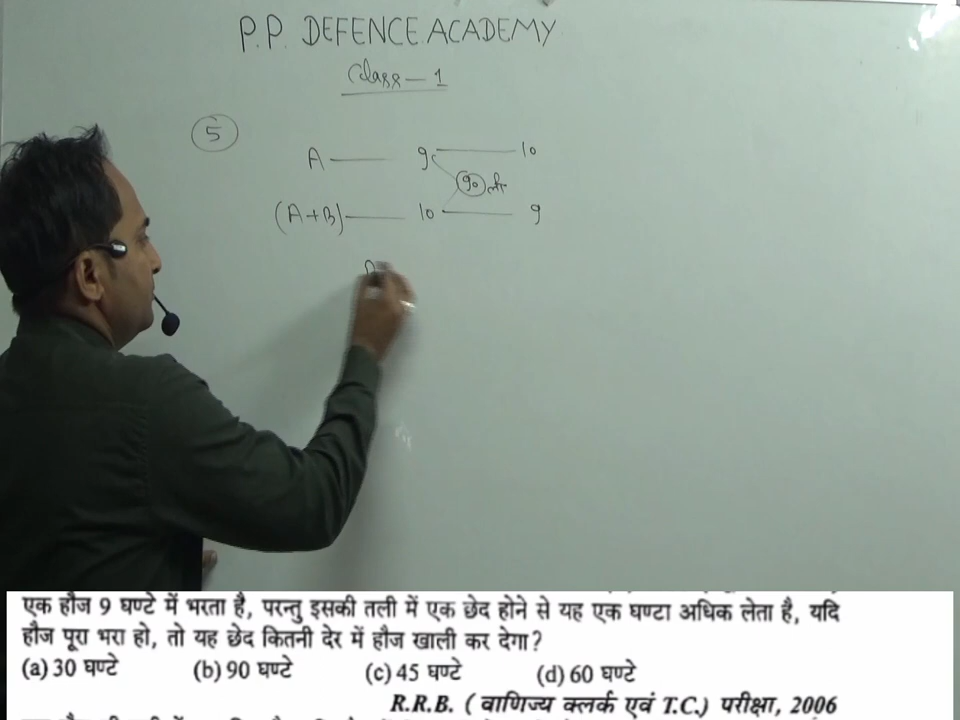 P.P. DEFENCE ACADEMY
Class – 1
5
A — 9 — 10
90 ली
(A+B) — 10 — 9
एक हौज 9 घण्टे में भरता है, परन्तु इसकी तली में एक छेद होने से यह एक घण्टा अधिक लेता है, यदि
हौज पूरा भरा हो, तो यह छेद कितनी देर में हौज खाली कर देगा?
(a) 30 घण्टे (b) 90 घण्टे (c) 45 घण्टे (d) 60 घण्टे
R.R.B. ( वाणिज्य क्लर्क एवं T.C.) परीक्षा, 2006